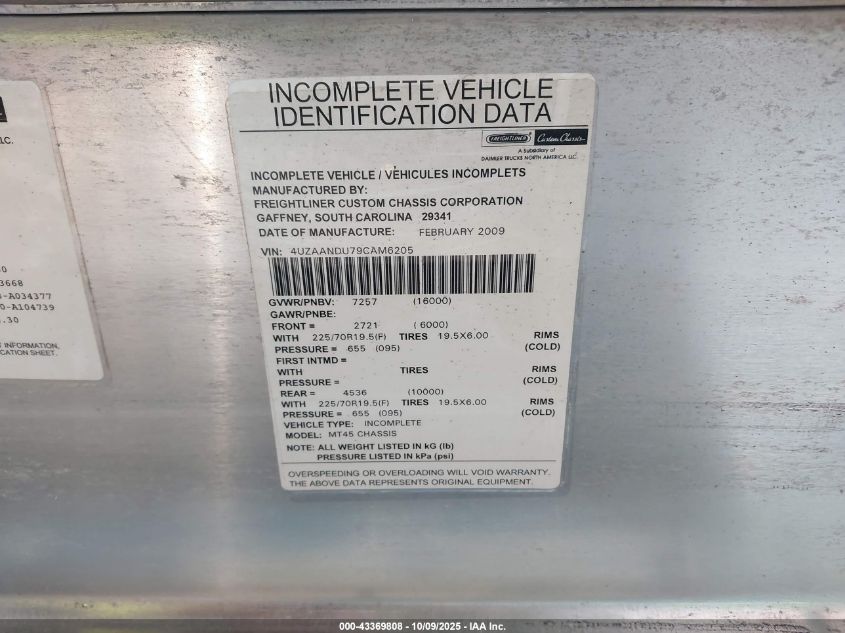 LC.
3668
-A034377
0-A104739
.30
T INFORMATION,
CATION SHEET.
INCOMPLETE VEHICLE
IDENTIFICATION DATA
FREIGHTLINER Custom Chassis
A Subsidiary of
DAIMLER TRUCKS NORTH AMERICA LLC.
INCOMPLETE VEHICLE / VÉHICULES INCOMPLETS
MANUFACTURED BY:
FREIGHTLINER CUSTOM CHASSIS CORPORATION
GAFFNEY, SOUTH CAROLINA 29341
DATE OF MANUFACTURE: FEBRUARY 2009
VIN: 4UZAANDU79CAM6205
GVWR/PNBV: 7257 (16000)
GAWR/PNBE:
FRONT = 2721 ( 6000)
WITH 225/70R19.5(F) TIRES 19.5X6.00 RIMS
PRESSURE = 655 (095) (COLD)
FIRST INTMD =
WITH TIRES RIMS
PRESSURE = (COLD)
REAR = 4536 (10000)
WITH 225/70R19.5(F) TIRES 19.5X6.00 RIMS
PRESSURE = 655 (095) (COLD)
VEHICLE TYPE: INCOMPLETE
MODEL: MT45 CHASSIS
NOTE: ALL WEIGHT LISTED IN kG (lb)
PRESSURE LISTED IN kPa (psi)
OVERSPEEDING OR OVERLOADING WILL VOID WARRANTY.
THE ABOVE DATA REPRESENTS ORIGINAL EQUIPMENT.
000-43369808 - 10/09/2025 - IAA Inc.